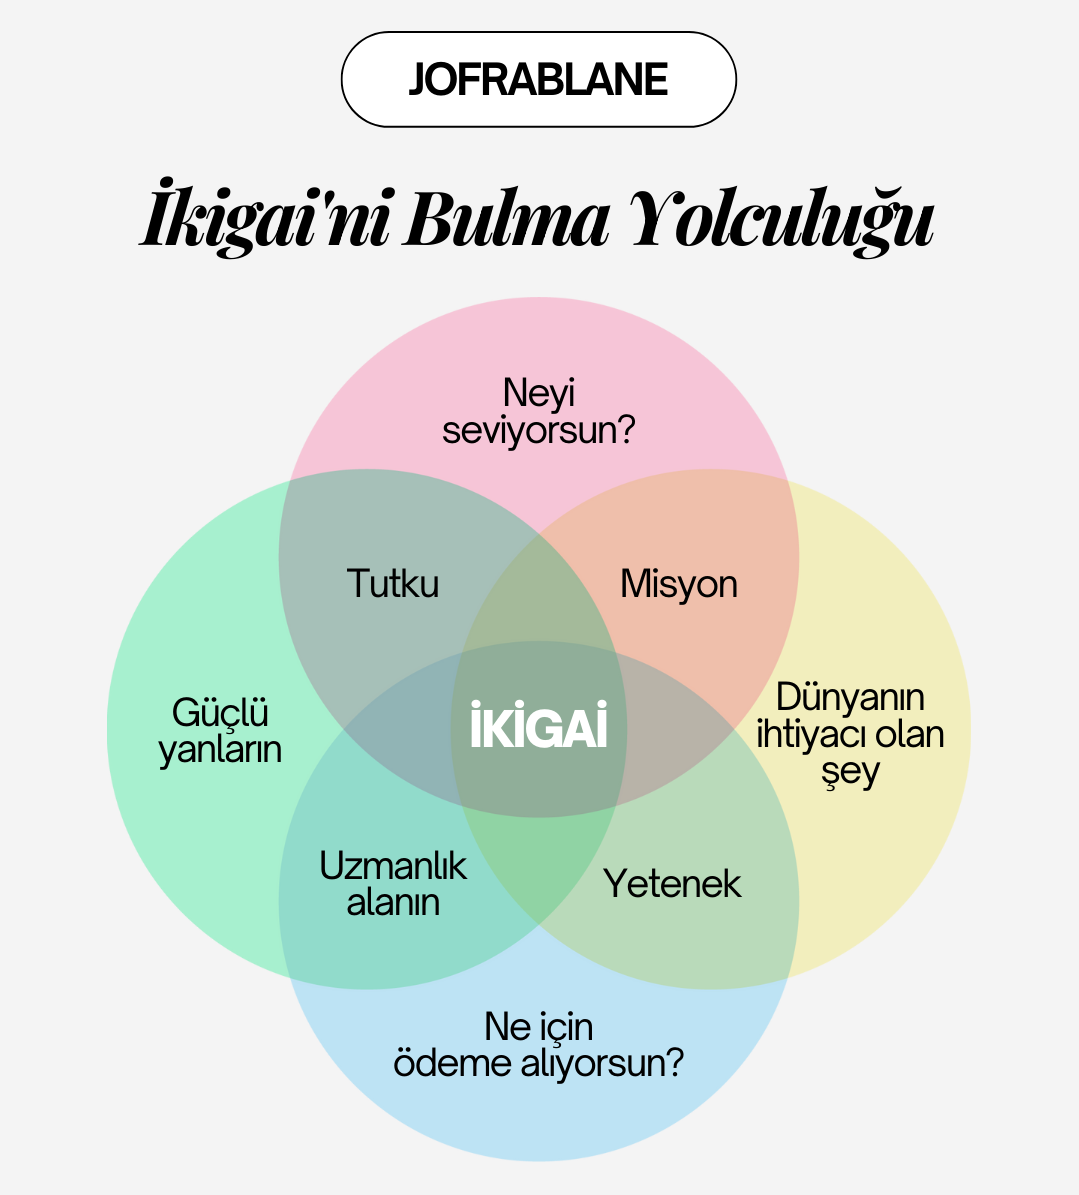 JOFRABLANE
İkigai'ni Bulma Yolculuğu
Neyi
seviyorsun?
Tutku
Misyon
Güçlü
yanların
İKİGAİ
Dünyanın
ihtiyacı olan
şey
Uzmanlık
alanın
Yetenek
Ne için
ödeme alıyorsun?